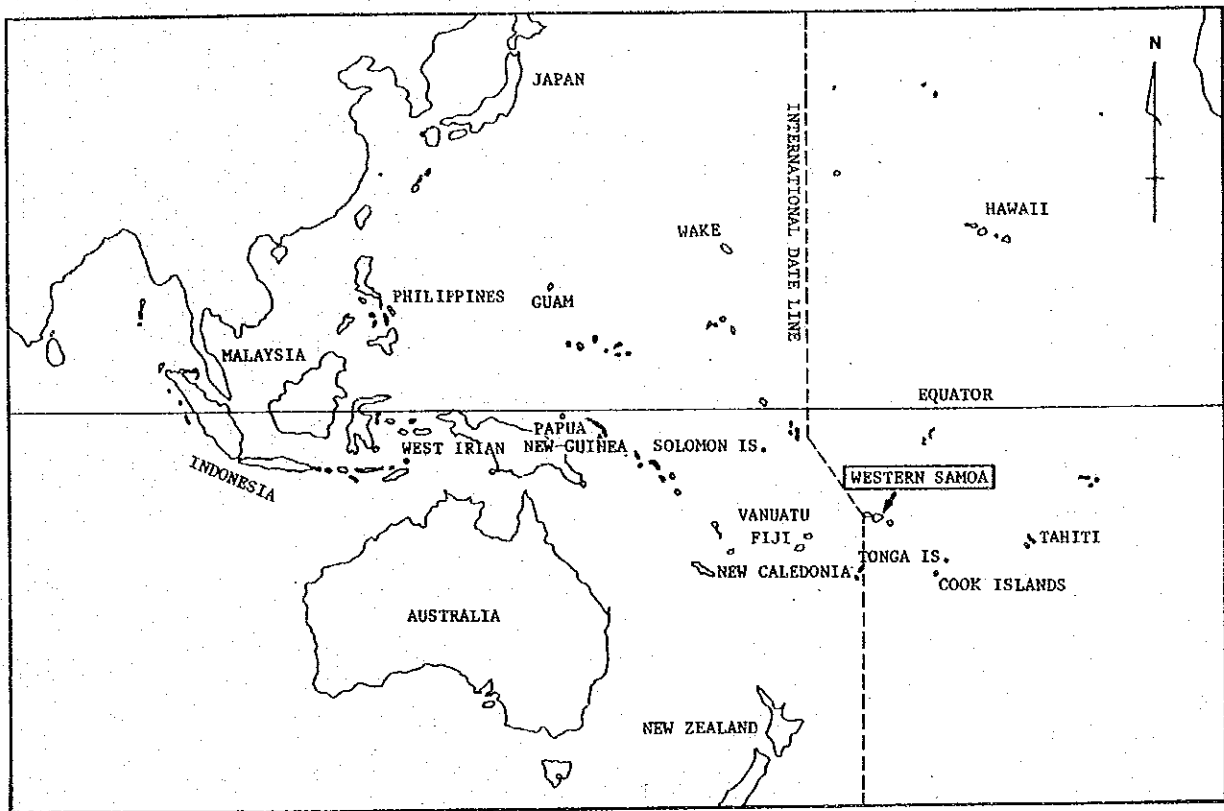 N
JAPAN
INTERNATIONAL DATE LINE
HAWAII
WAKE
PHILIPPINES
GUAM
MALAYSIA
EQUATOR
PAPUA
WEST IRIAN
NEW GUINEA
SOLOMON IS.
INDONESIA
WESTERN SAMOA
VANUATU
FIJI
TAHITI
TONGA IS.
NEW CALEDONIA
COOK ISLANDS
AUSTRALIA
NEW ZEALAND